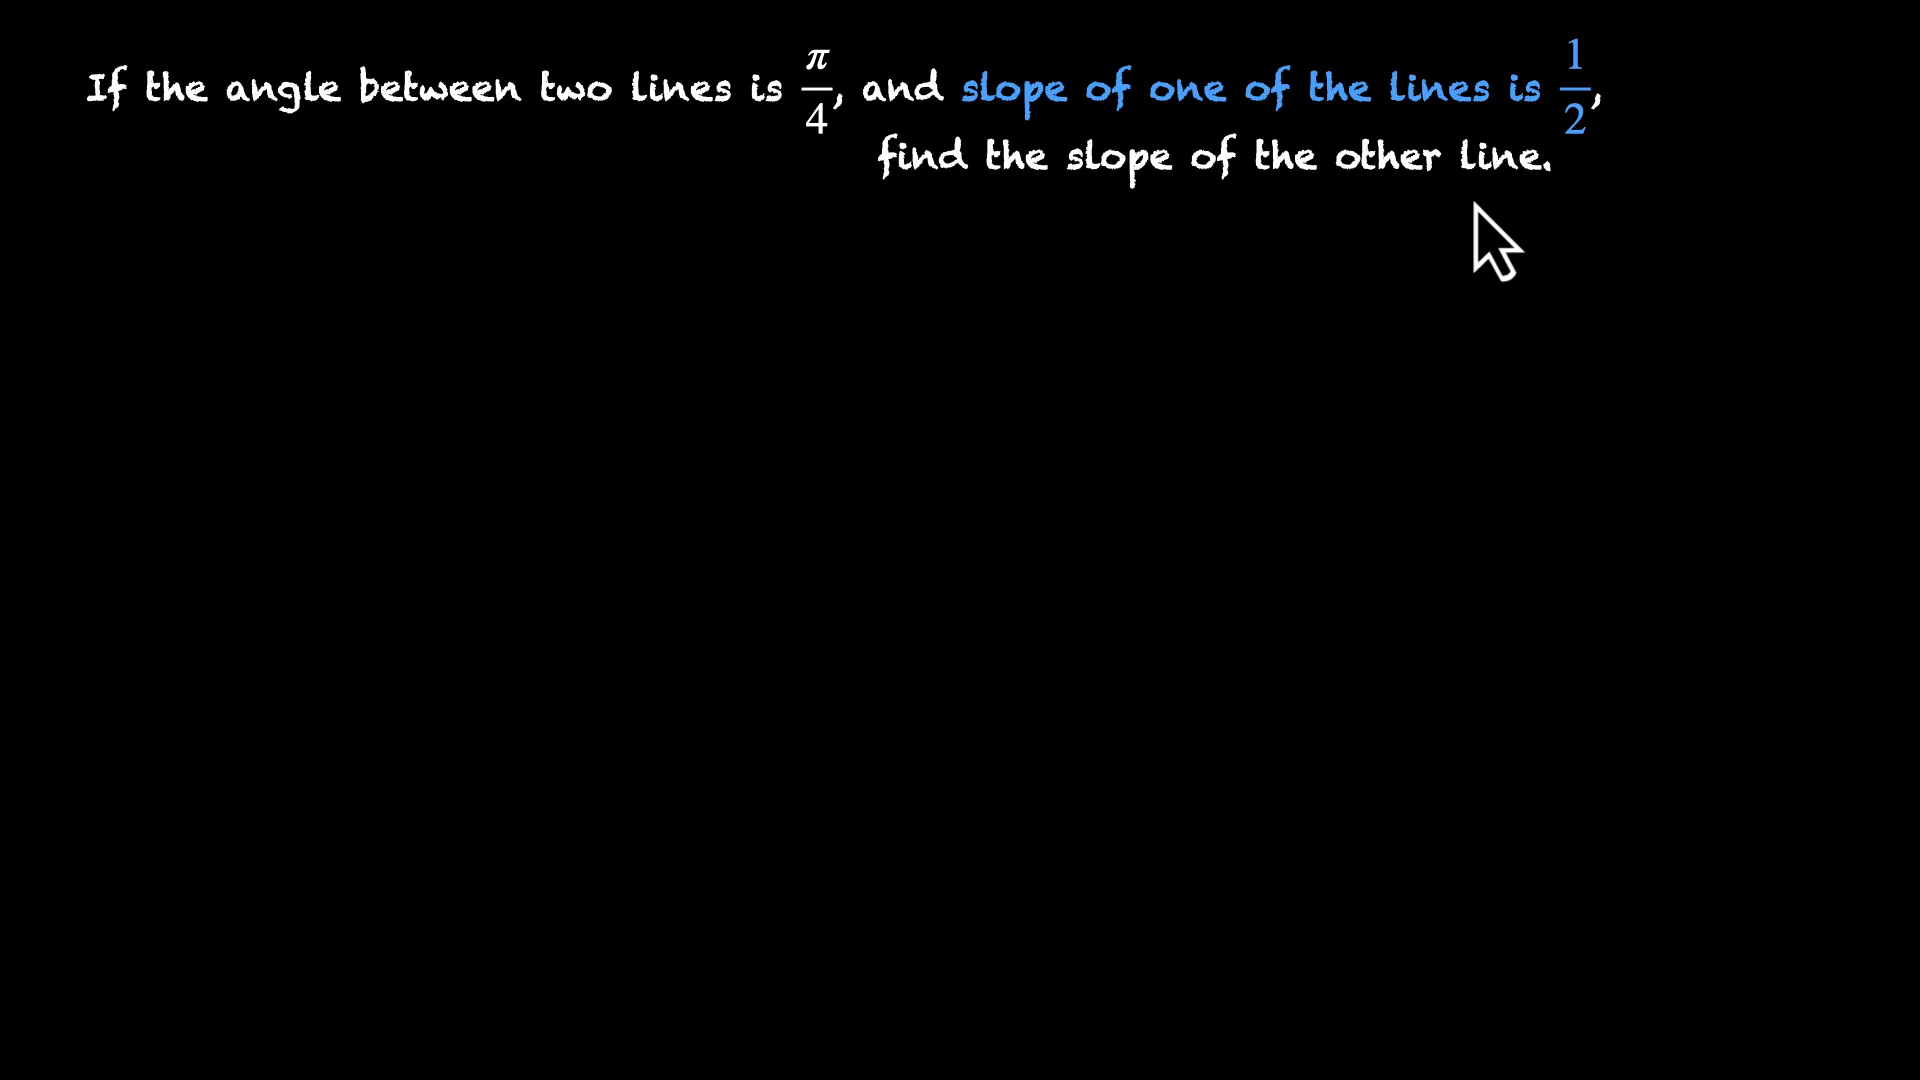 If the angle between two lines is π/4, and slope of one of the lines is 1/2,
find the slope of the other line.